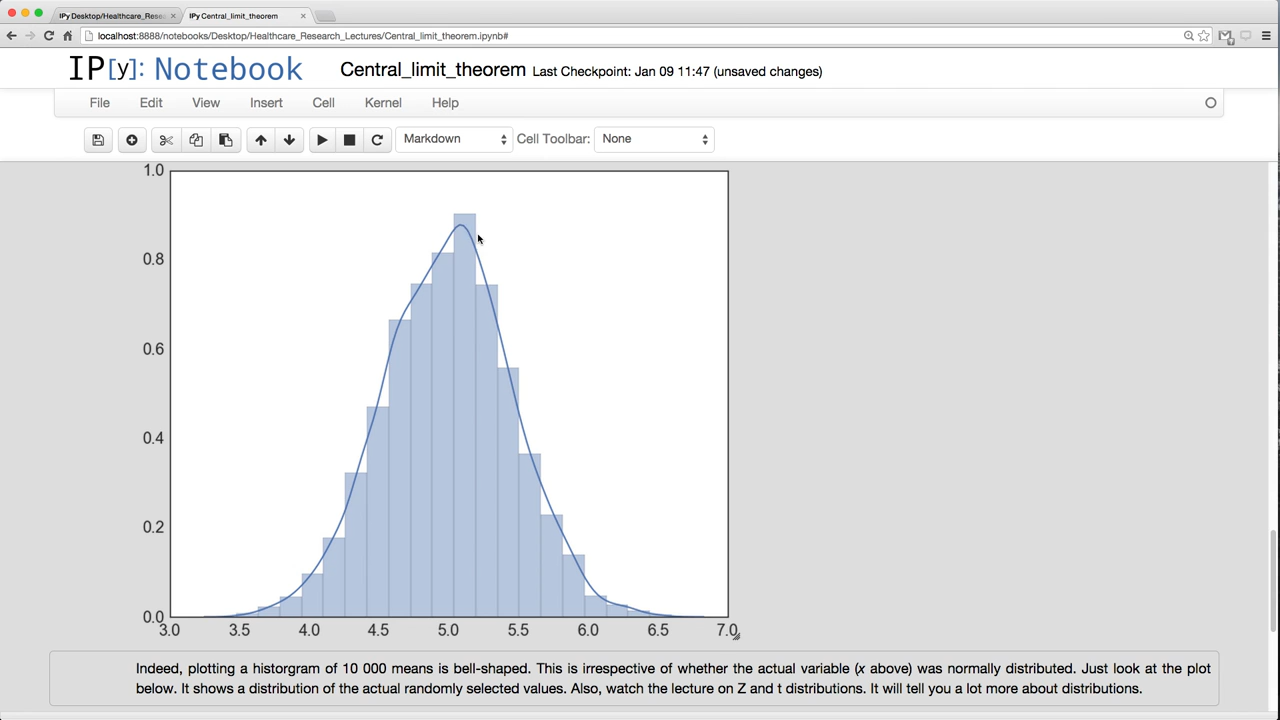 IPy Desktop/Healthcare_Rese
IPy Central_limit_theorem
localhost:8888/notebooks/Desktop/Healthcare_Research_Lectures/Central_limit_theorem.ipynb#
IP[y]: Notebook Central_limit_theorem Last Checkpoint: Jan 09 11:47 (unsaved changes)
File Edit View Insert Cell Kernel Help
Markdown Cell Toolbar: None
1.0
0.8
0.6
0.4
0.2
0.0
3.0 3.5 4.0 4.5 5.0 5.5 6.0 6.5 7.0
Indeed, plotting a historgram of 10 000 means is bell-shaped. This is irrespective of whether the actual variable (x above) was normally distributed. Just look at the plot
below. It shows a distribution of the actual randomly selected values. Also, watch the lecture on Z and t distributions. It will tell you a lot more about distributions.